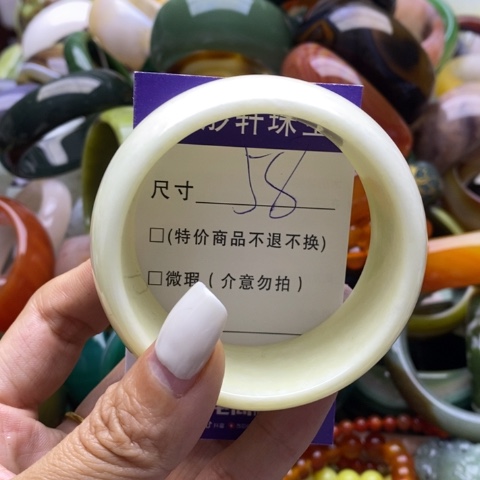 轩珠宝
尺寸 58
□(特价商品不退不换)
□微瑕(介意勿拍)